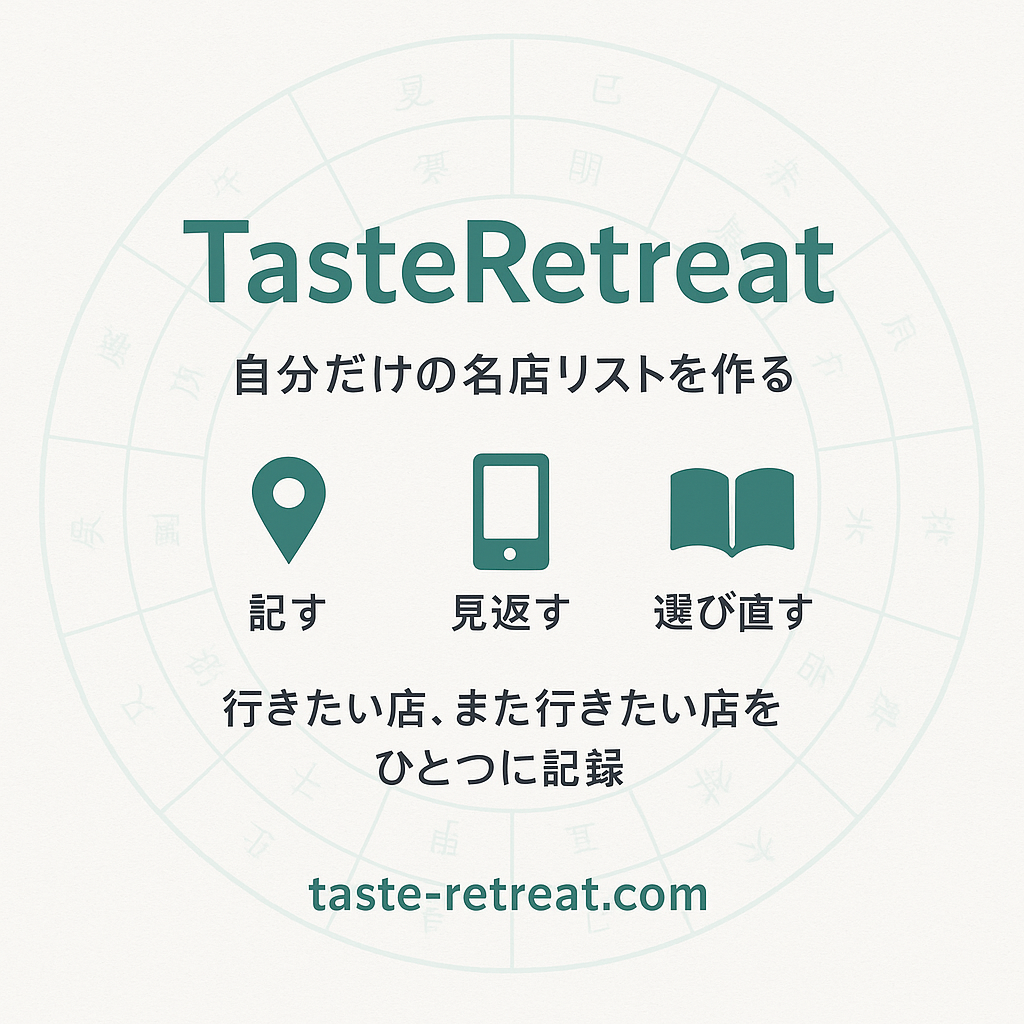 TasteRetreat
自分だけの名店リストを作る
記す
見返す
選び直す
行きたい店、また行きたい店を
ひとつに記録
taste-retreat.com